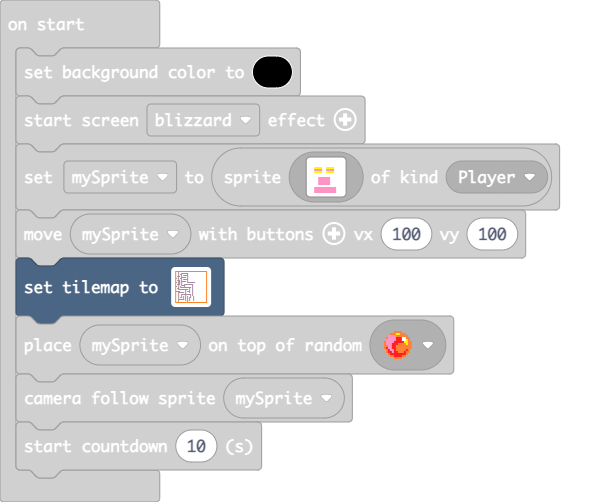 on start
set background color to
start screen blizzard effect
set mySprite to sprite of kind Player
move mySprite with buttons vx 100 vy 100
set tilemap to
place mySprite on top of random
camera follow sprite mySprite
start countdown 10 (s)